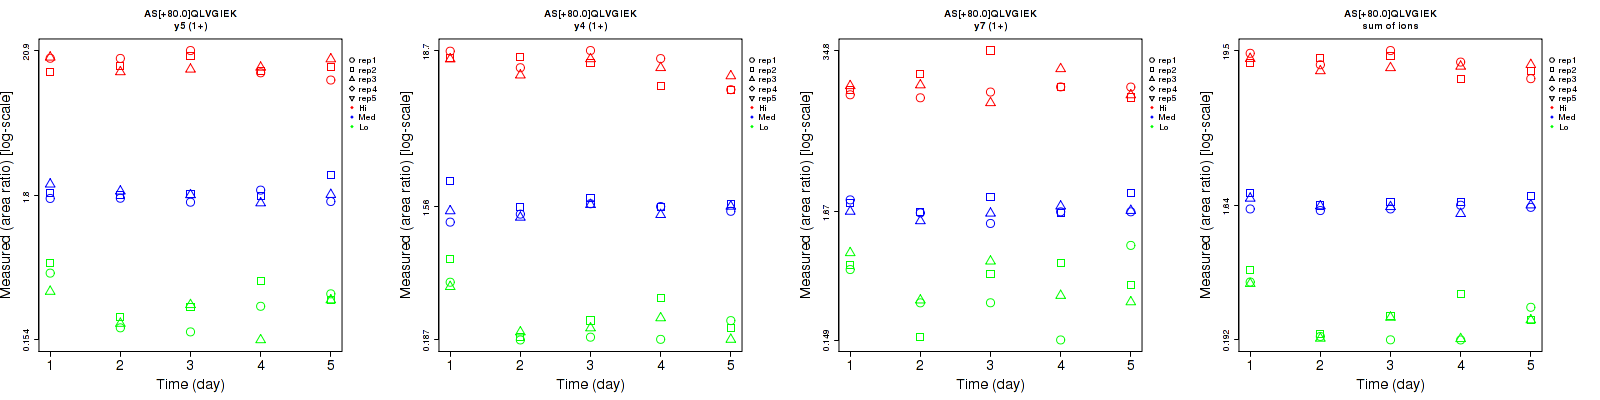 AS[+80.0]QLVGIEK
y5 (1+)
Measured (area ratio) [log-scale]
20.9
1.8
0.154
1 2 3 4 5
Time (day)
rep1
rep2
rep3
rep4
rep5
Hi
Med
Lo
AS[+80.0]QLVGIEK
y4 (1+)
Measured (area ratio) [log-scale]
18.7
1.56
0.187
1 2 3 4 5
Time (day)
rep1
rep2
rep3
rep4
rep5
Hi
Med
Lo
AS[+80.0]QLVGIEK
y7 (1+)
Measured (area ratio) [log-scale]
34.8
1.67
0.149
1 2 3 4 5
Time (day)
rep1
rep2
rep3
rep4
rep5
Hi
Med
Lo
AS[+80.0]QLVGIEK
sum of ions
Measured (area ratio) [log-scale]
19.5
1.64
0.192
1 2 3 4 5
Time (day)
rep1
rep2
rep3
rep4
rep5
Hi
Med
Lo